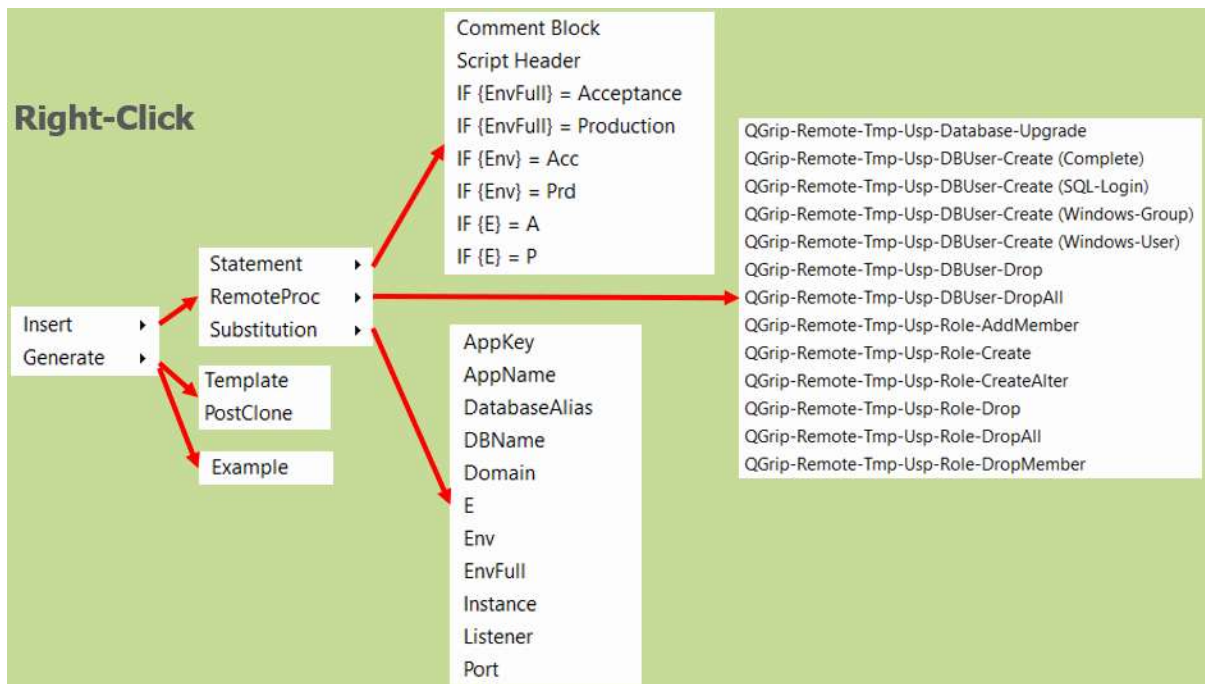 Right-Click
Insert
Generate
Statement
RemoteProc
Substitution
Template
PostClone
Example
Comment Block
Script Header
IF {EnvFull} = Acceptance
IF {EnvFull} = Production
IF {Env} = Acc
IF {Env} = Prd
IF {E} = A
IF {E} = P
QGrip-Remote-Tmp-Usp-Database-Upgrade
QGrip-Remote-Tmp-Usp-DBUser-Create (Complete)
QGrip-Remote-Tmp-Usp-DBUser-Create (SQL-Login)
QGrip-Remote-Tmp-Usp-DBUser-Create (Windows-Group)
QGrip-Remote-Tmp-Usp-DBUser-Create (Windows-User)
QGrip-Remote-Tmp-Usp-DBUser-Drop
QGrip-Remote-Tmp-Usp-DBUser-DropAll
QGrip-Remote-Tmp-Usp-Role-AddMember
QGrip-Remote-Tmp-Usp-Role-Create
QGrip-Remote-Tmp-Usp-Role-CreateAlter
QGrip-Remote-Tmp-Usp-Role-Drop
QGrip-Remote-Tmp-Usp-Role-DropAll
QGrip-Remote-Tmp-Usp-Role-DropMember
AppKey
AppName
DatabaseAlias
DBName
Domain
E
Env
EnvFull
Instance
Listener
Port